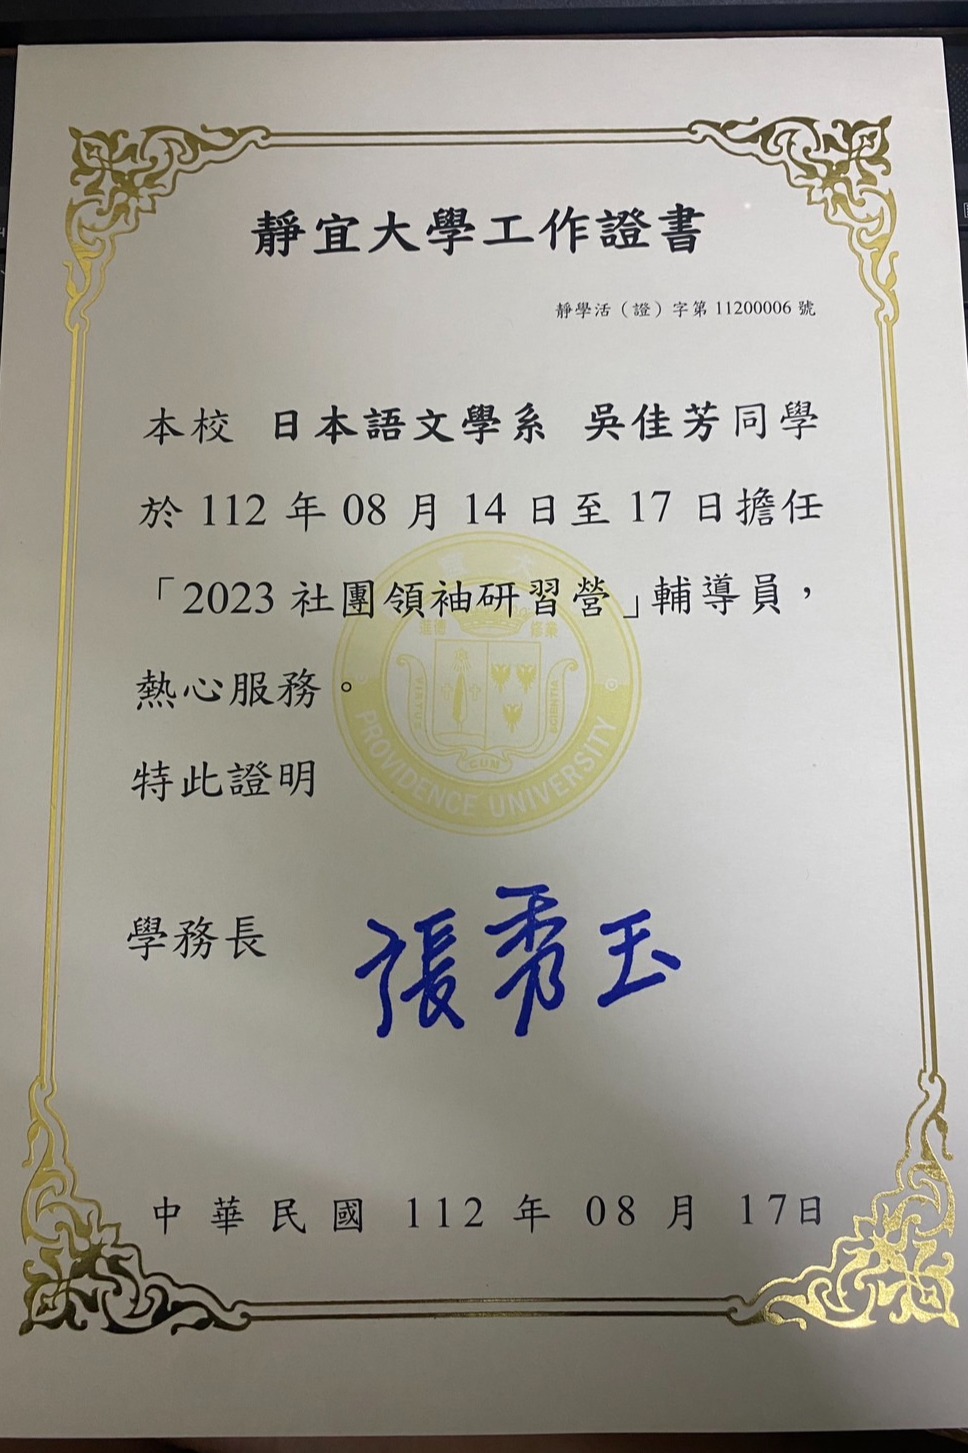 靜宜大學工作證書
靜學活（證）字第 11200006 號
本校 日本語文學系 吳佳芳同學
於 112 年 08 月 14 日至 17 日擔任
「2023 社團領袖研習營」輔導員，
熱心服務。
特此證明
PROVIDENCE UNIVERSITY
CUM
學務長 張秀玉
中華民國 112 年 08 月 17日